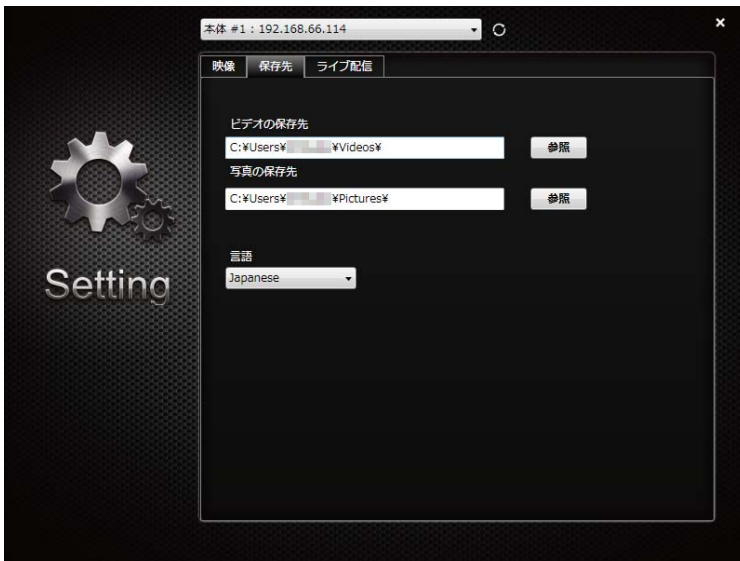 本体 #1 : 192.168.66.114
映像 保存先 ライブ配信
ビデオの保存先
C:¥Users¥ ¥Videos¥ 参照
写真の保存先
C:¥Users¥ ¥Pictures¥ 参照
言語
Japanese
Setting